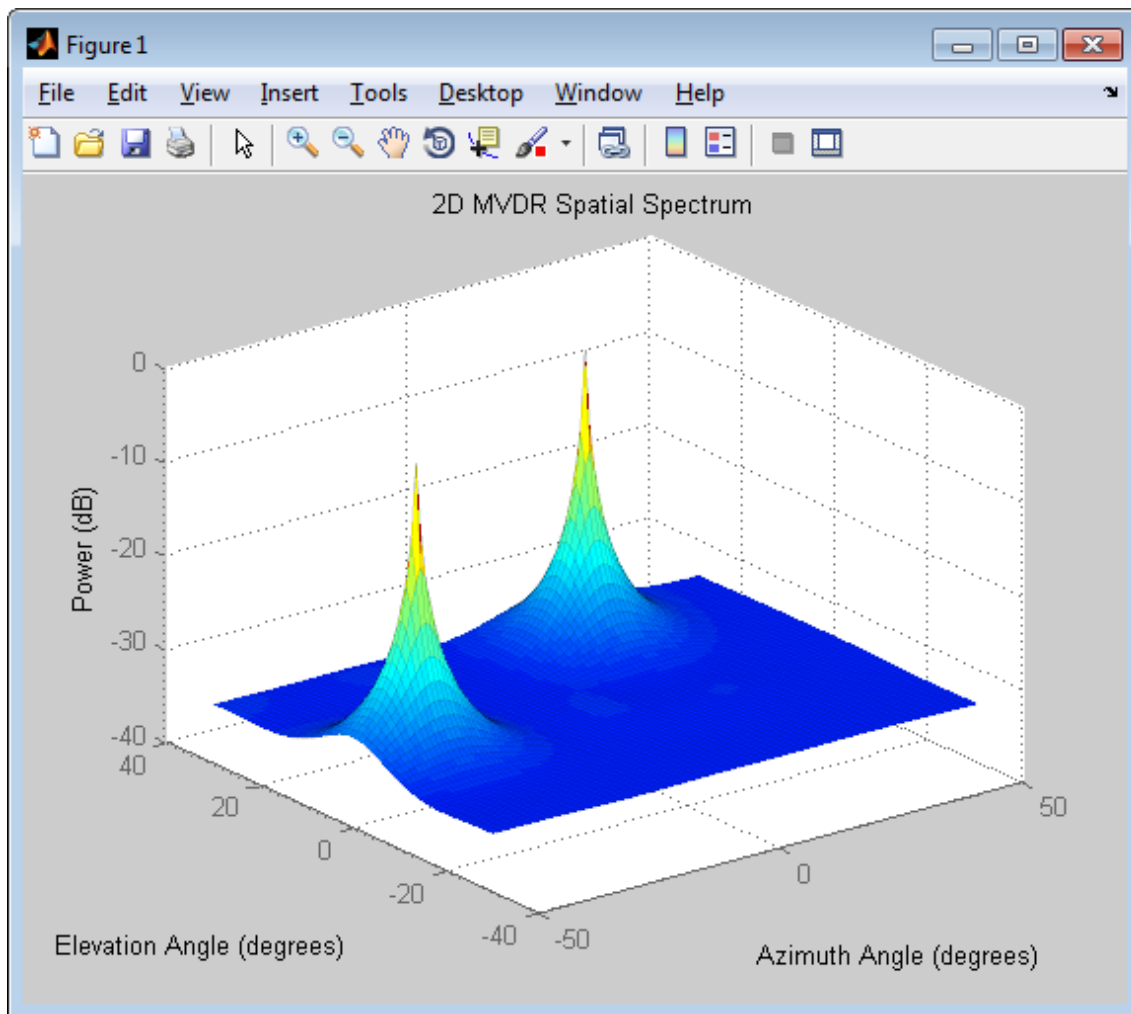 Figure 1
File Edit View Insert Tools Desktop Window Help
2D MVDR Spatial Spectrum
0
-10
-20
-30
-40
Power (dB)
40
20
0
-20
-40
Elevation Angle (degrees)
-50
0
50
Azimuth Angle (degrees)